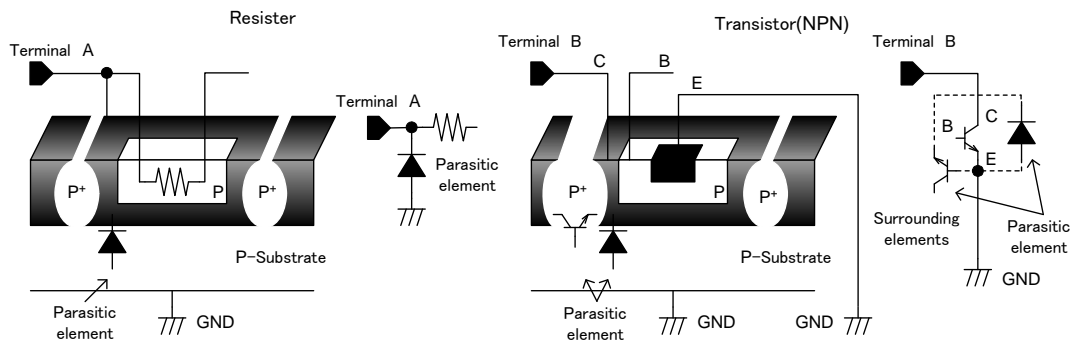 Resister
Terminal A
P+
P
P+
P-Substrate
Parasitic
element
GND
Terminal A
Parasitic
element
Transistor(NPN)
Terminal B
C
B
E
P+
P
P+
P-Substrate
Parasitic
element
GND
GND
Terminal B
B
C
E
Surrounding
elements
Parasitic
element
GND